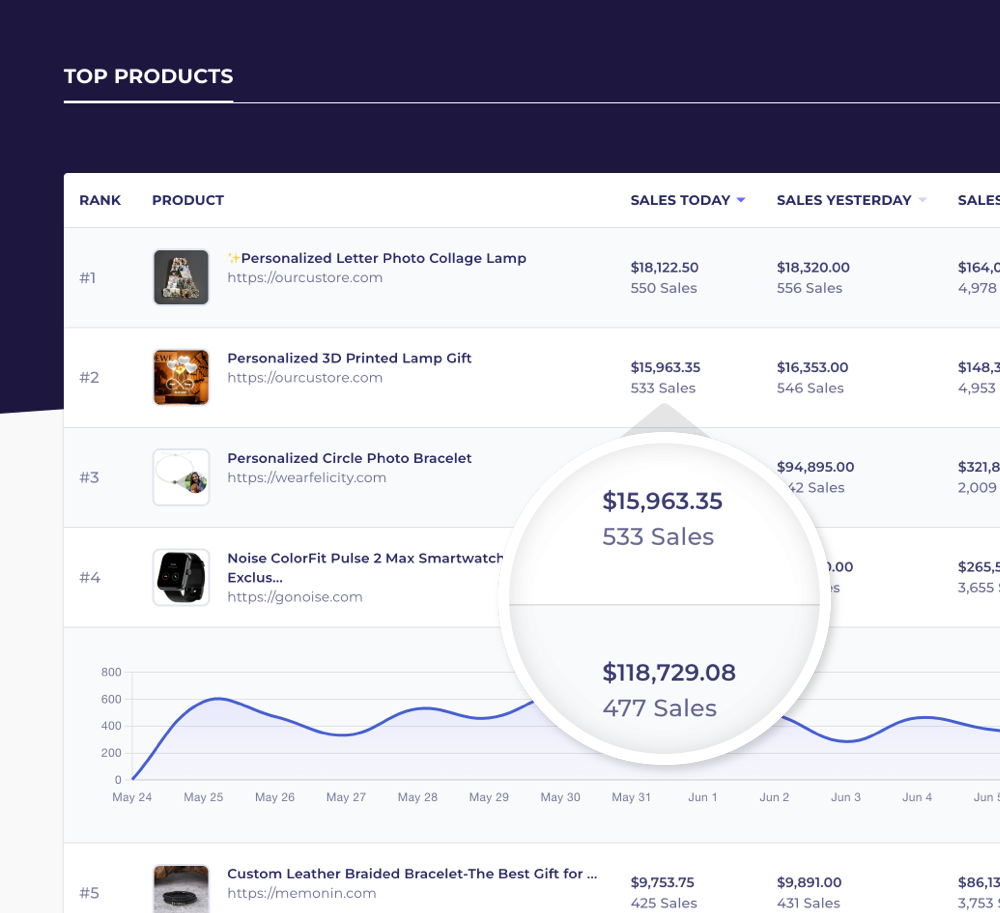 TOP PRODUCTS
RANK PRODUCT SALES TODAY SALES YESTERDAY SALES
#1 ✨Personalized Letter Photo Collage Lamp
https://ourcustore.com
$18,122.50 $18,320.00 $164,0
550 Sales 556 Sales 4,978
#2 Personalized 3D Printed Lamp Gift
https://ourcustore.com
$15,963.35 $16,353.00 $148,3
533 Sales 546 Sales 4,953
#3 Personalized Circle Photo Bracelet
https://wearfelicity.com
$94,895.00 $321,8
42 Sales 2,009
$15,963.35
533 Sales
#4 Noise ColorFit Pulse 2 Max Smartwatch
Exclus...
https://gonoise.com
0.00 $265,5
es 3,655
$118,729.08
477 Sales
800
600
400
200
0
May 24 May 25 May 26 May 27 May 28 May 29 May 30 May 31 Jun 1 Jun 2 Jun 3 Jun 4 Jun 5
#5 Custom Leather Braided Bracelet-The Best Gift for ...
https://memonin.com
$9,753.75 $9,891.00 $86,13
425 Sales 431 Sales 3,753